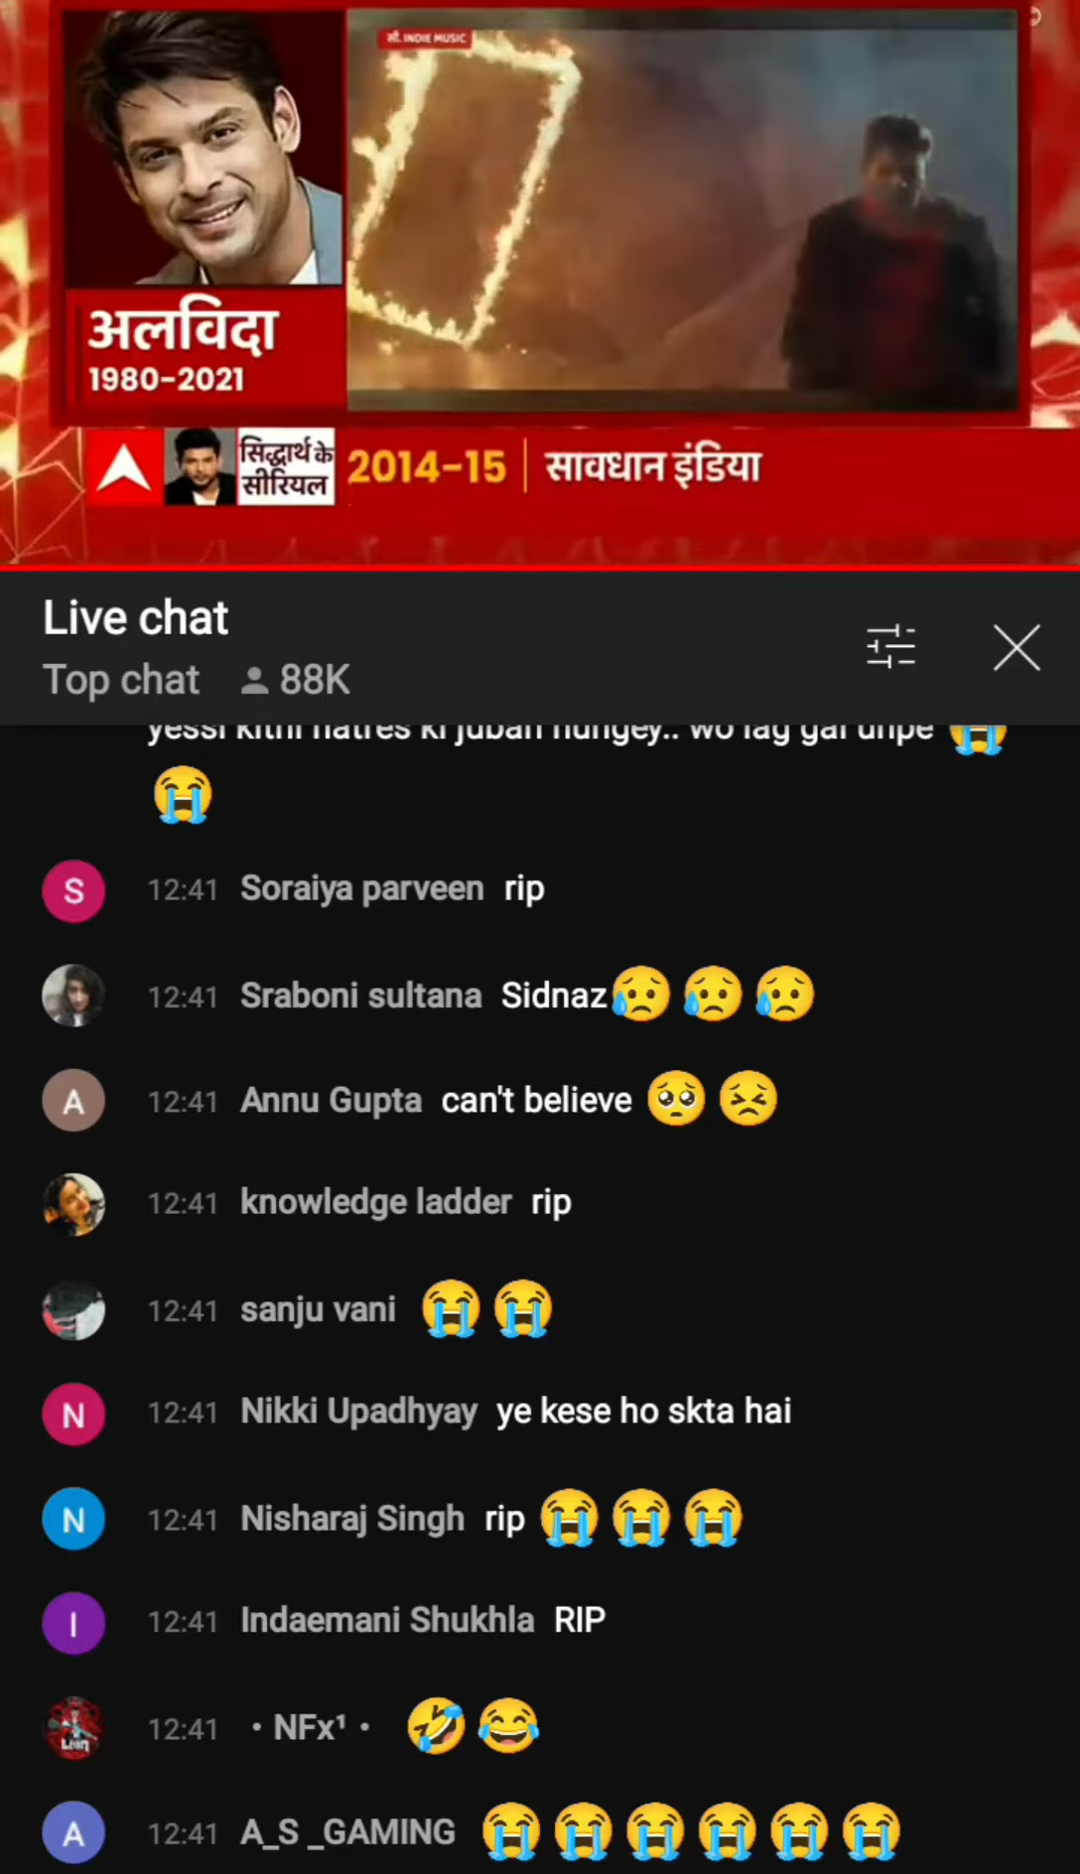 सौ. INDIE MUSIC
अलविदा
1980-2021
सिद्धार्थ के
सीरियल
2014-15 | सावधान इंडिया
Live chat
Top chat 88K
yessi kithi natres ki juban hungey.. wo lag gai unpe 😭
😭
S 12:41 Soraiya parveen rip
12:41 Sraboni sultana Sidnaz😥😥😥
A 12:41 Annu Gupta can't believe 🥺😣
12:41 knowledge ladder rip
12:41 sanju vani 😭😭
N 12:41 Nikki Upadhyay ye kese ho skta hai
N 12:41 Nisharaj Singh rip 😭😭😭
I 12:41 Indaemani Shukhla RIP
12:41 • NFx¹ • 🤣😂
A 12:41 A_S _GAMING 😭😭😭😭😭😭